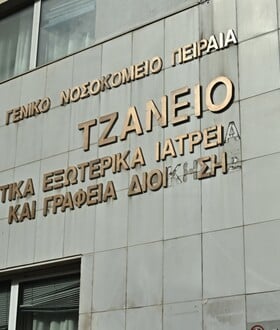 ΓΕΝΙΚΟ ΝΟΣΟΚΟΜΕΙΟ ΠΕΙΡΑΙΑ
ΤΖΑΝΕΙΟ
ΤΙΚΑ ΕΞΩΤΕΡΙΚΑ ΙΑΤΡΕΙΑ
ΚΑΙ ΓΡΑΦΕΙΑ ΔΙΟΙΚΗΣΗΣ